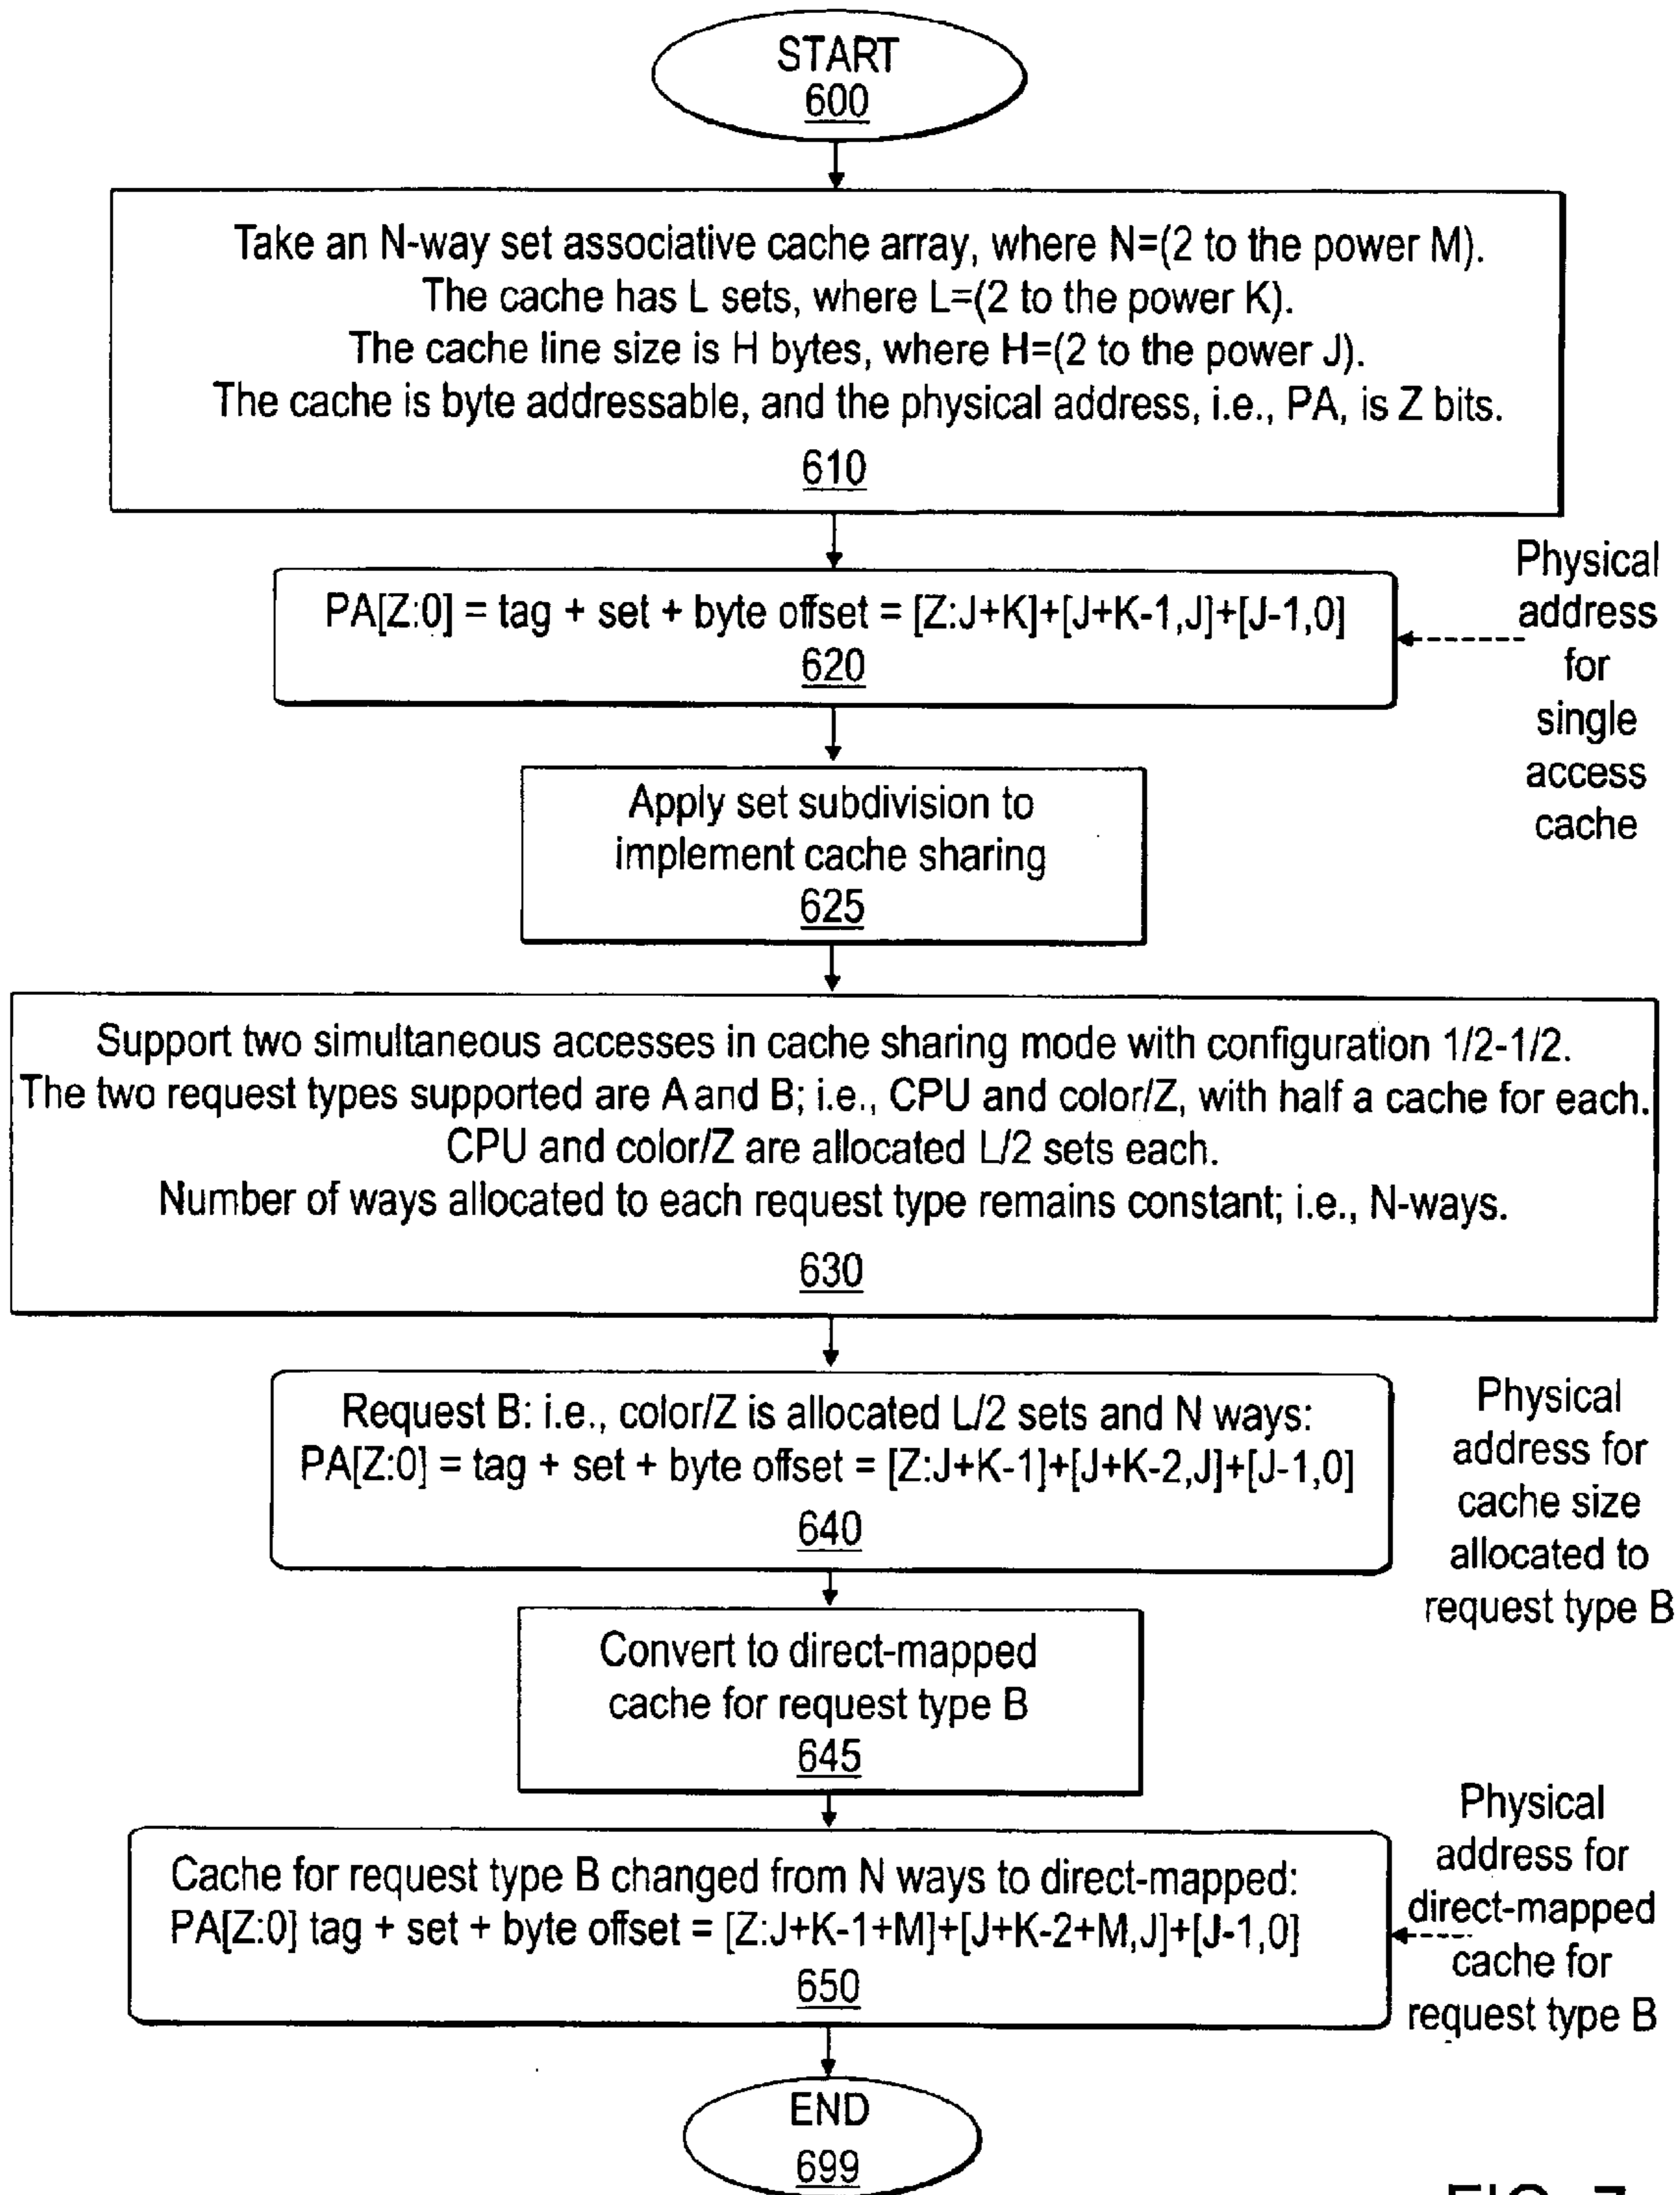 START
600
Take an N-way set associative cache array, where N=(2 to the power M).
The cache has L sets, where L=(2 to the power K).
The cache line size is H bytes, where H=(2 to the power J).
The cache is byte addressable, and the physical address, i.e., PA, is Z bits.
610
PA[Z:0] = tag + set + byte offset = [Z:J+K]+[J+K-1,J]+[J-1,0]
620
Physical
address
for
single
access
cache
Apply set subdivision to
implement cache sharing
625
Support two simultaneous accesses in cache sharing mode with configuration 1/2-1/2.
The two request types supported are A and B; i.e., CPU and color/Z, with half a cache for each.
CPU and color/Z are allocated L/2 sets each.
Number of ways allocated to each request type remains constant; i.e., N-ways.
630
Request B: i.e., color/Z is allocated L/2 sets and N ways:
PA[Z:0] = tag + set + byte offset = [Z:J+K-1]+[J+K-2,J]+[J-1,0]
640
Physical
address for
cache size
allocated to
request type B
Convert to direct-mapped
cache for request type B
645
Cache for request type B changed from N ways to direct-mapped:
PA[Z:0] tag + set + byte offset = [Z:J+K-1+M]+[J+K-2+M,J]+[J-1,0]
650
Physical
address for
direct-mapped
cache for
request type B
END
699